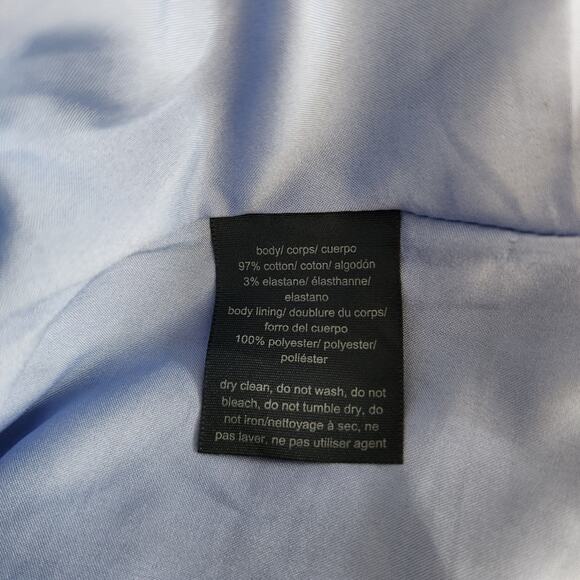 body/ corps/ cuerpo
97% cotton/ coton/ algodón
3% elastane/ élasthanne/
elastano
body lining/ doublure du corps/
forro del cuerpo
100% polyester/ polyester/
poliéster
dry clean, do not wash, do not
bleach, do not tumble dry, do
not iron/nettoyage à sec, ne
pas laver, ne pas utiliser agent